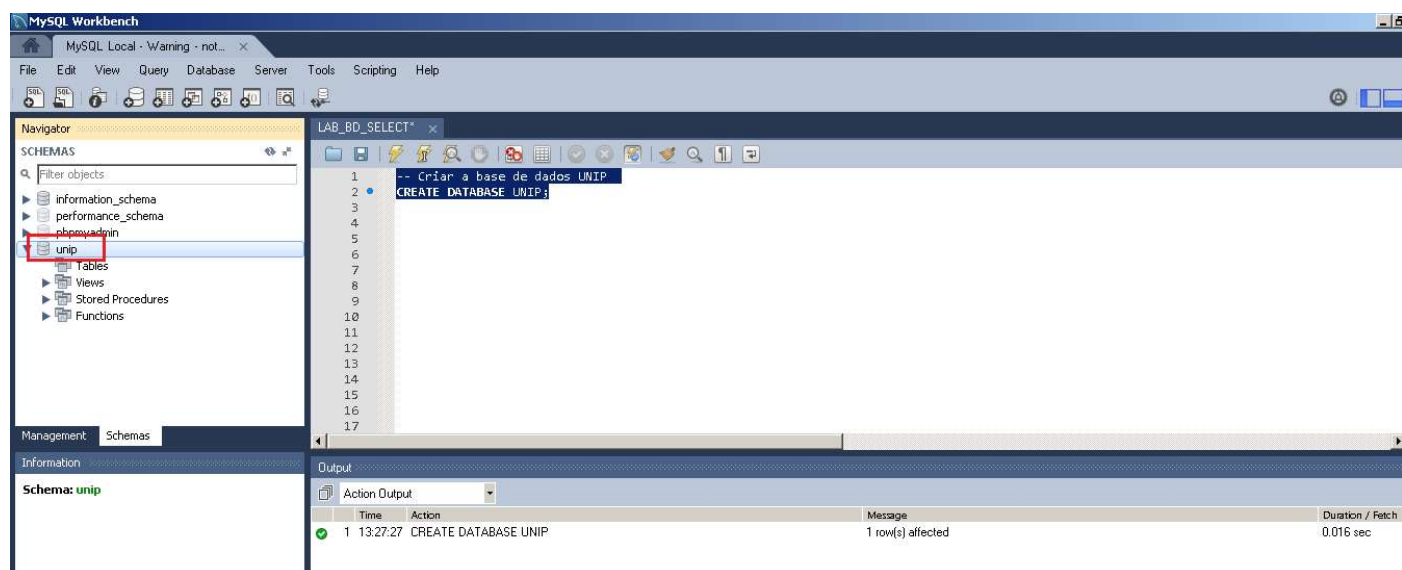 MySQL Workbench
MySQL Local - Warning - not...
File Edit View Query Database Server Tools Scripting Help
Navigator
SCHEMAS
Filter objects
information_schema
performance_schema
phpmyadmin
unip
Tables
Views
Stored Procedures
Functions
Management Schemas
Information
Schema: unip
LAB_BD_SELECT*
1 -- Criar a base de dados UNIP
2 CREATE DATABASE UNIP;
3
4
5
6
7
8
9
10
11
12
13
14
15
16
17
Output
Action Output
Time Action Message Duration / Fetch
1 13:27:27 CREATE DATABASE UNIP 1 row(s) affected 0.016 sec